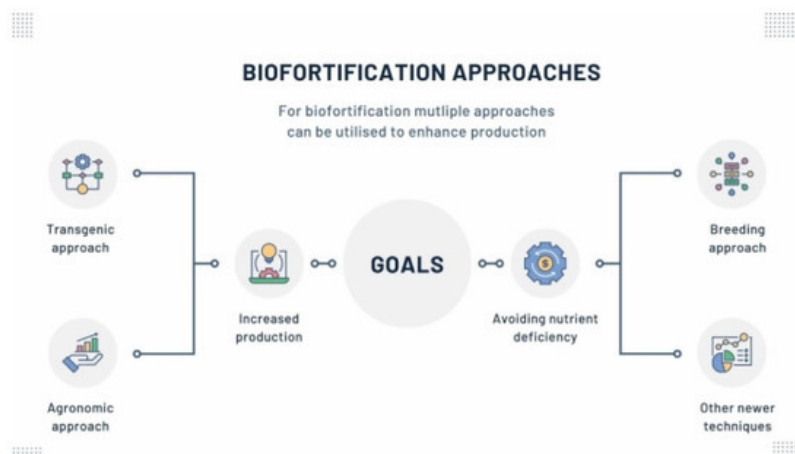 BIOFORTIFICATION APPROACHES
For biofortification mutliple approaches
can be utilised to enhance production
Transgenic
approach
Breeding
approach
GOALS
Increased
production
Avoiding nutrient
deficiency
Agronomic
approach
Other newer
techniques